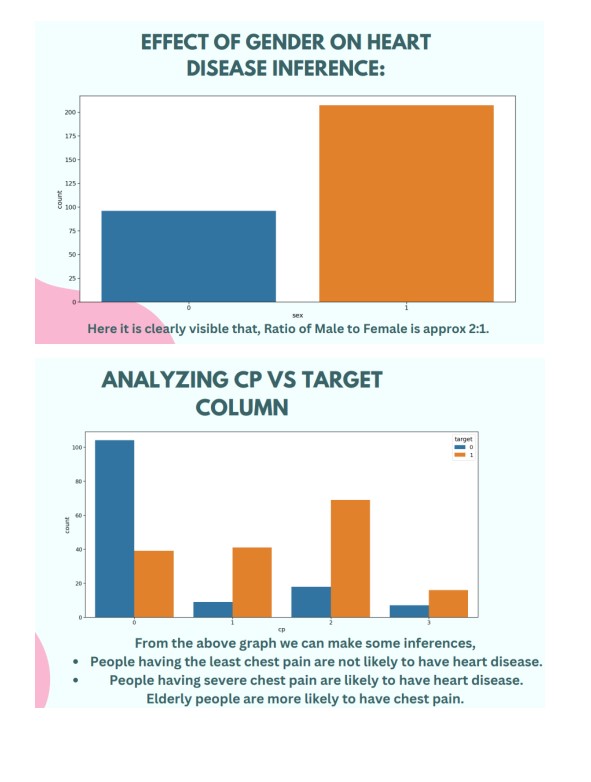 EFFECT OF GENDER ON HEART
DISEASE INFERENCE:
200
175
150
125
100
75
50
25
0
count
0
1
sex
Here it is clearly visible that, Ratio of Male to Female is approx 2:1.
ANALYZING CP VS TARGET
COLUMN
target
0
1
100
80
60
40
20
0
count
0
1
2
3
cp
From the above graph we can make some inferences,
• People having the least chest pain are not likely to have heart disease.
• People having severe chest pain are likely to have heart disease.
Elderly people are more likely to have chest pain.